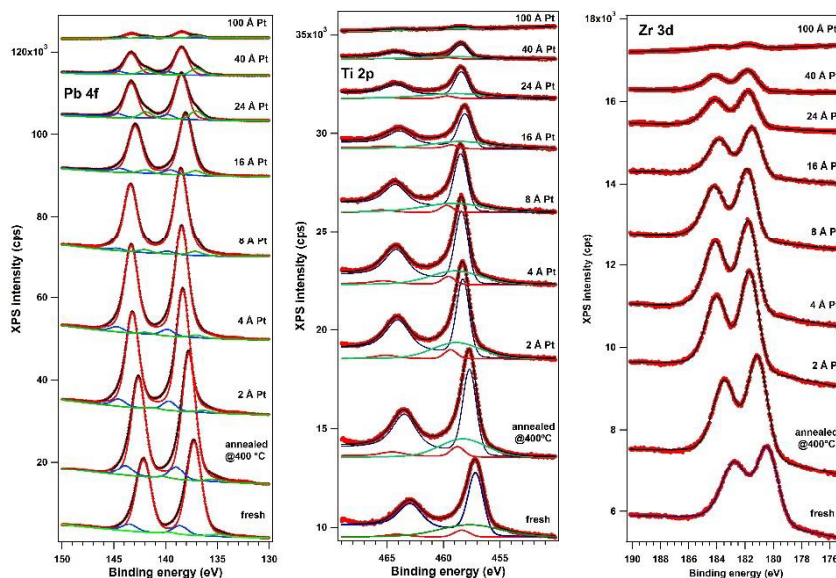 120x10³
100
80
60
40
20
XPS intensity (cps)
Pb 4f
100 Å Pt
40 Å Pt
24 Å Pt
16 Å Pt
8 Å Pt
4 Å Pt
2 Å Pt
annealed
@400 °C
fresh
150
145
140
135
130
Binding energy (eV)
35x10³
30
25
20
15
10
XPS intensity (cps)
Ti 2p
100 Å Pt
40 Å Pt
24 Å Pt
16 Å Pt
8 Å Pt
4 Å Pt
2 Å Pt
annealed
@400°C
fresh
465
460
455
450
Binding energy (eV)
18x10³
16
14
12
10
8
6
XPS intensity (cps)
Zr 3d
100 Å Pt
40 Å Pt
24 Å Pt
16 Å Pt
8 Å Pt
4 Å Pt
2 Å Pt
annealed
@400°C
fresh
190
188
186
184
182
180
178
176
Binding energy (eV)